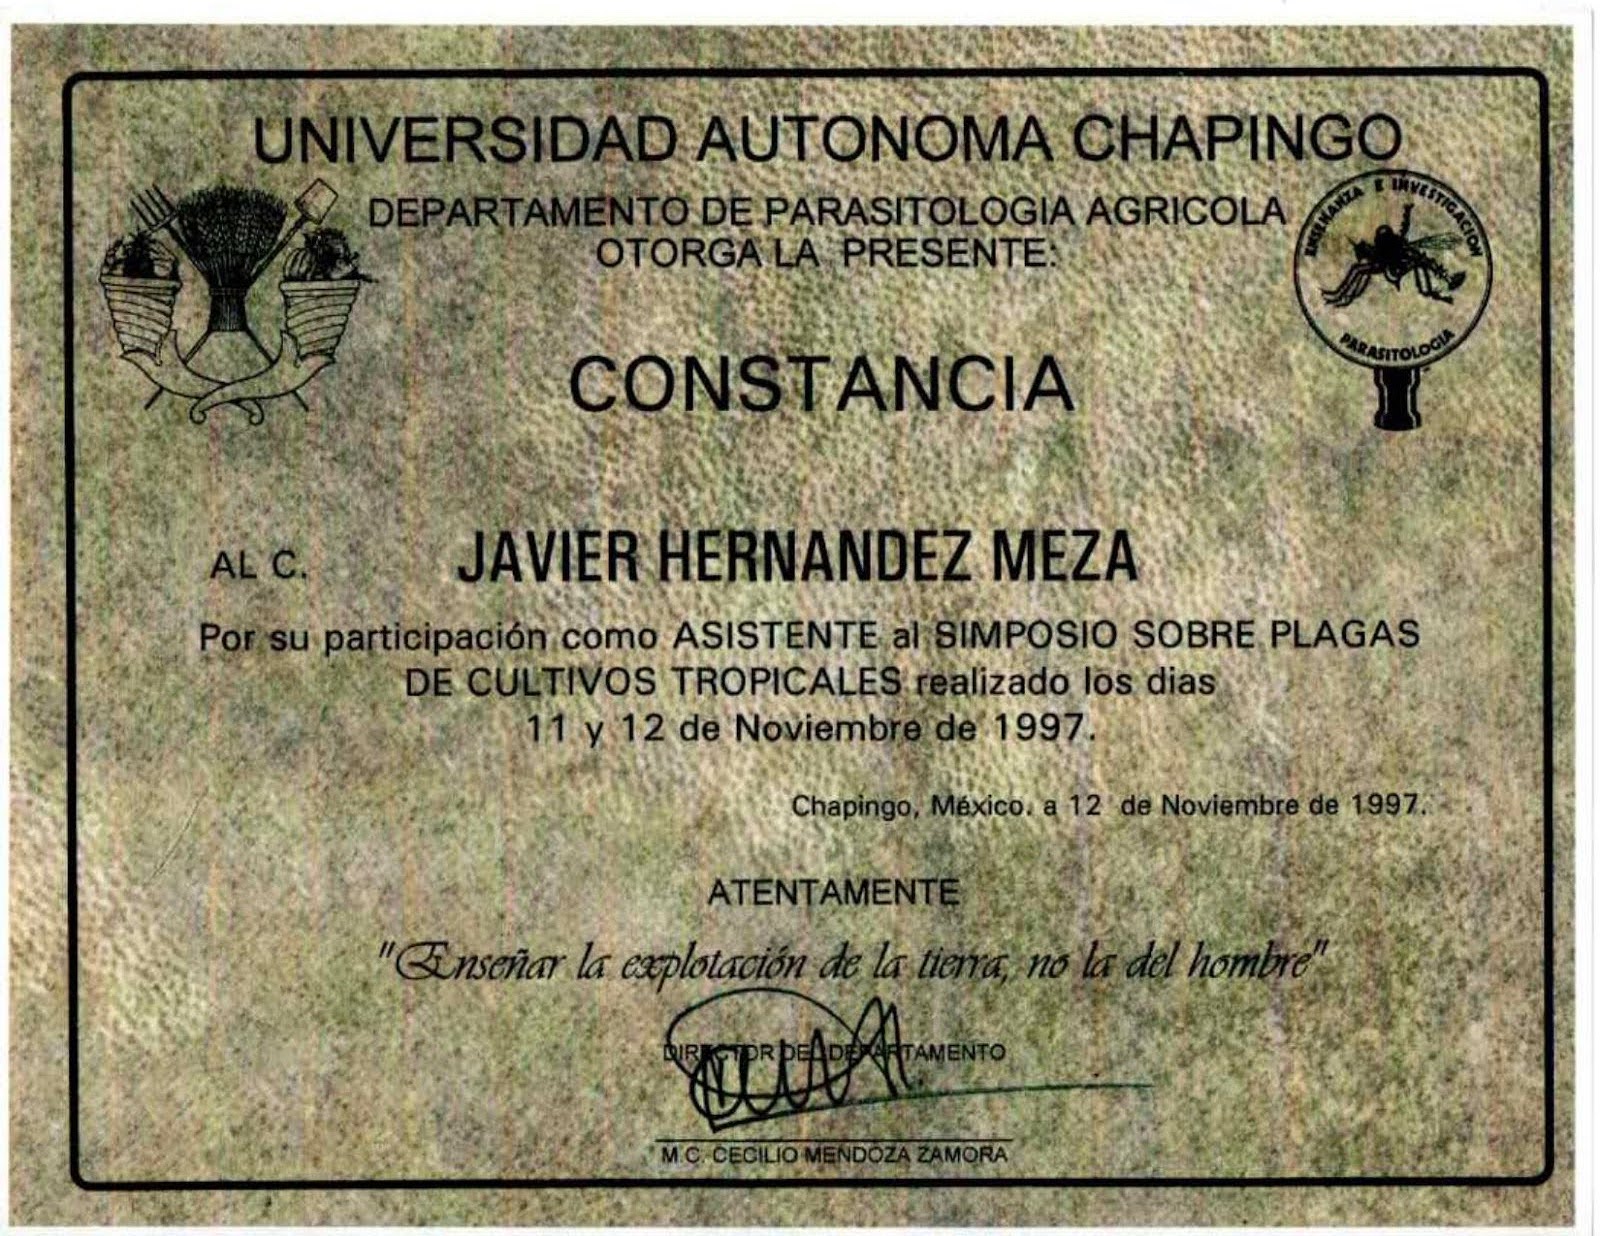 UNIVERSIDAD AUTONOMA CHAPINGO
DEPARTAMENTO DE PARASITOLOGIA AGRICOLA
OTORGA LA PRESENTE:
ENSEÑANZA E INVESTIGACION
PARASITOLOGIA
CONSTANCIA
AL C. JAVIER HERNANDEZ MEZA
Por su participación como ASISTENTE al SIMPOSIO SOBRE PLAGAS
DE CULTIVOS TROPICALES realizado los dias
11 y 12 de Noviembre de 1997.
Chapingo, México. a 12 de Noviembre de 1997.
ATENTAMENTE
"Enseñar la explotación de la tierra, no la del hombre"
DIRECTOR DEL DEPARTAMENTO
M.C. CECILIO MENDOZA ZAMORA